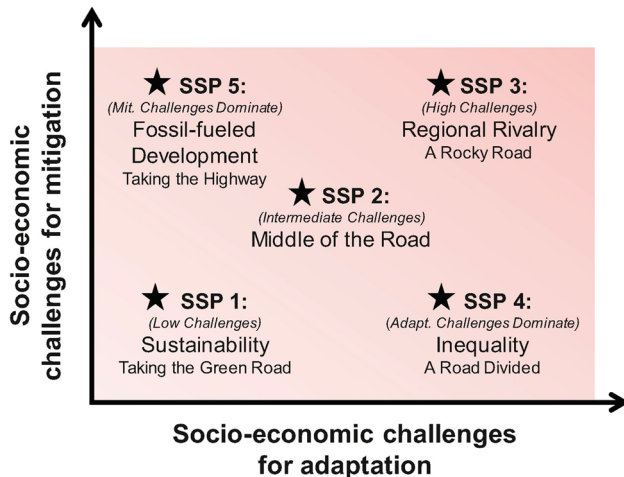 Socio-economic
challenges for mitigation
SSP 5:
(Mit. Challenges Dominate)
Fossil-fueled
Development
Taking the Highway
SSP 3:
(High Challenges)
Regional Rivalry
A Rocky Road
SSP 2:
(Intermediate Challenges)
Middle of the Road
SSP 1:
(Low Challenges)
Sustainability
Taking the Green Road
SSP 4:
(Adapt. Challenges Dominate)
Inequality
A Road Divided
Socio-economic challenges
for adaptation